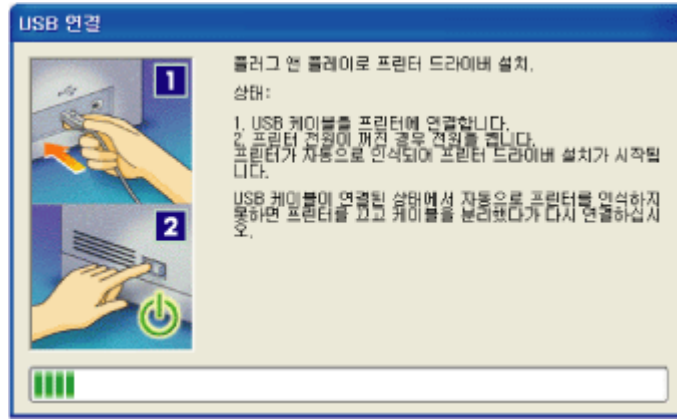 USB 연결
1
2
플러그 앤 플레이로 프린터 드라이버 설치.
상태:
1. USB 케이블을 프린터에 연결합니다.
2. 프린터 전원이 꺼진 경우 전원을 켭니다.
프린터가 자동으로 인식되어 프린터 드라이버 설치가 시작됩
니다.
USB 케이블이 연결된 상태에서 자동으로 프린터를 인식하지
못하면 프린터를 끄고 케이블을 분리했다가 다시 연결하십시
오.